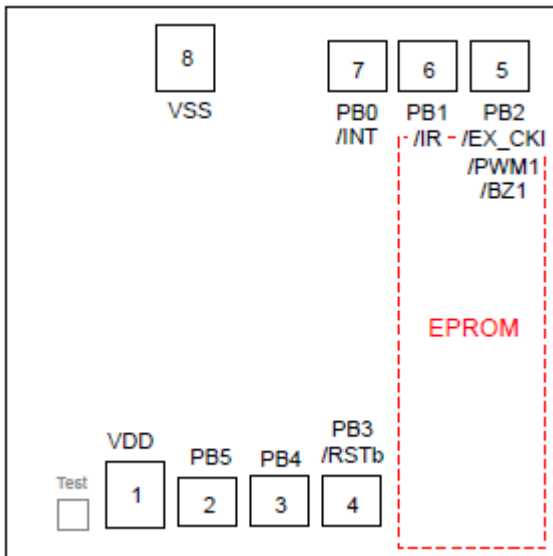 8
7
6
5
VSS
PB0
/INT
PB1
/IR
PB2
/EX_CKI
/PWM1
/BZ1
EPROM
VDD
PB5
PB4
PB3
/RSTb
Test
1
2
3
4